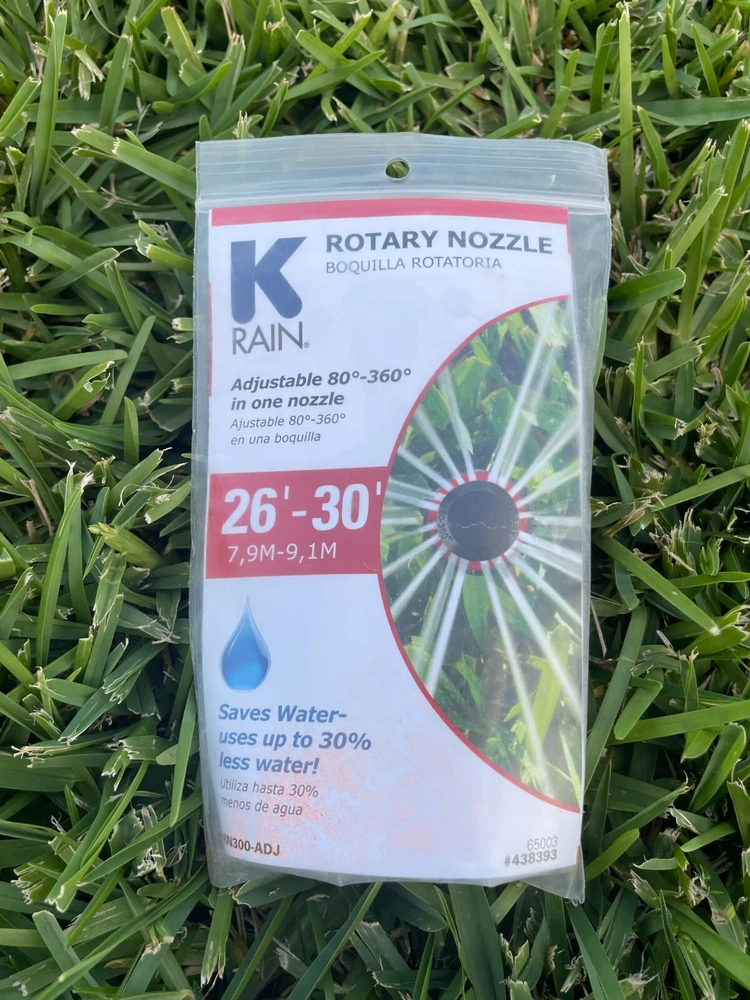 K
RAIN®
ROTARY NOZZLE
BOQUILLA ROTATORIA
Adjustable 80°-360°
in one nozzle
Ajustable 80°-360°
en una boquilla
26'-30'
7,9M-9,1M
Saves Water-
uses up to 30%
less water!
Utiliza hasta 30%
menos de agua
N300-ADJ
65003
#438393